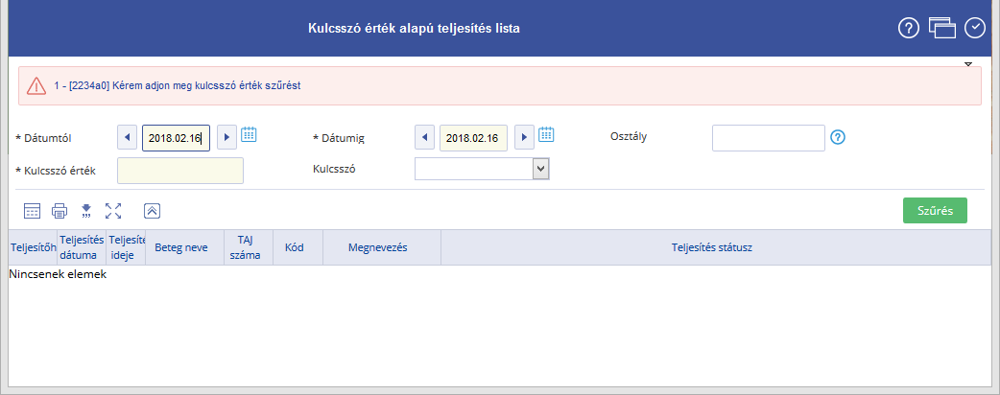 Kulcsszó érték alapú teljesítés lista
1 - [2234a0] Kérem adjon meg kulcsszó érték szűrést
* Dátumtól 2018.02.16 * Dátumig 2018.02.16 Osztály
* Kulcsszó érték Kulcsszó
Szűrés
Teljesítőh Teljesítés dátuma Teljesíté ideje Beteg neve TAJ száma Kód Megnevezés Teljesítés státusz
Nincsenek elemek